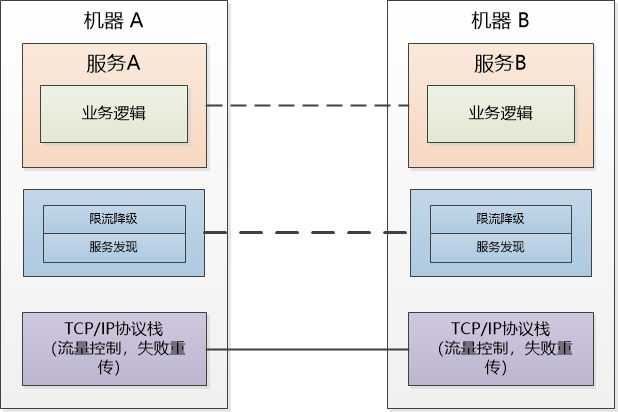 机器 A
服务A
业务逻辑
限流降级
服务发现
TCP/IP协议栈
（流量控制，失败重
传）
机器 B
服务B
业务逻辑
限流降级
服务发现
TCP/IP协议栈
（流量控制，失败重
传）